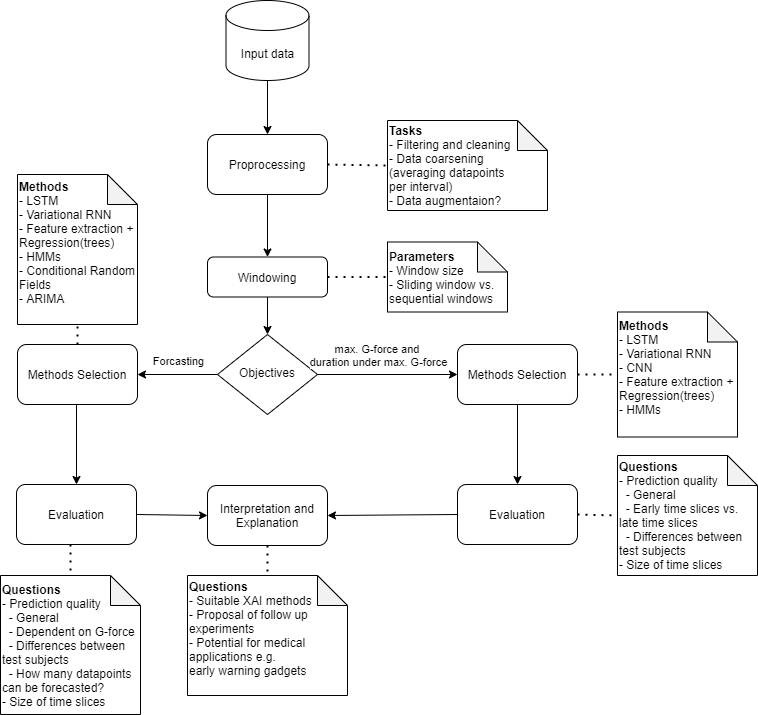 Input data
Proprocessing
Tasks
- Filtering and cleaning
- Data coarsening
(averaging datapoints
per interval)
- Data augmentaion?
Methods
- LSTM
- Variational RNN
- Feature extraction +
Regression(trees)
- HMMs
- Conditional Random
Fields
- ARIMA
Windowing
Parameters
- Window size
- Sliding window vs.
sequential windows
Methods Selection
Forcasting
Objectives
max. G-force and
duration under max. G-force
Methods Selection
Methods
- LSTM
- Variational RNN
- CNN
- Feature extraction +
Regression(trees)
- HMMs
Evaluation
Interpretation and
Explanation
Evaluation
Questions
- Prediction quality
- General
- Early time slices vs.
late time slices
- Differences between
test subjects
- Size of time slices
Questions
- Prediction quality
- General
- Dependent on G-force
- Differences between
test subjects
- How many datapoints
can be forecasted?
- Size of time slices
Questions
- Suitable XAI methods
- Proposal of follow up
experiments
- Potential for medical
applications e.g.
early warning gadgets